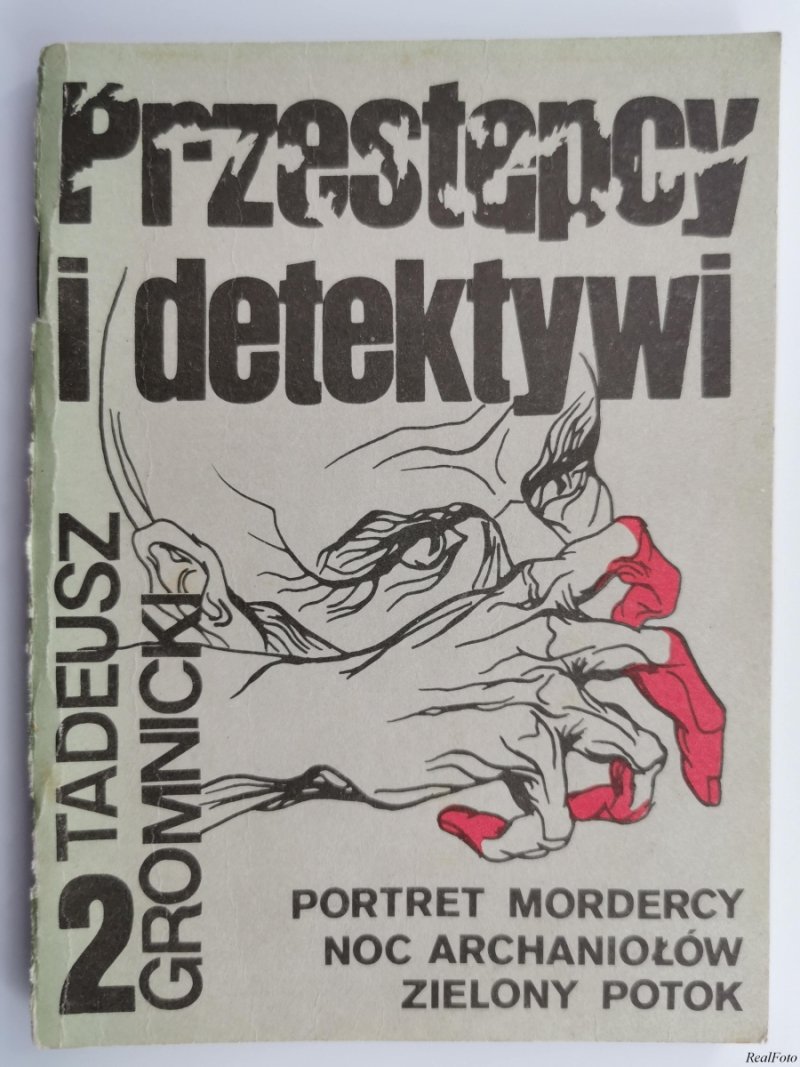 Przestępcy
i detektywi
TADEUSZ
GROMNICKI
2
PORTRET MORDERCY
NOC ARCHANIOŁÓW
ZIELONY POTOK
RealFoto